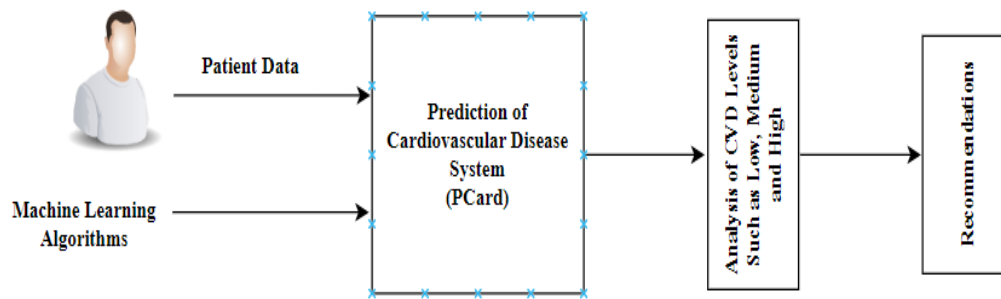 Patient Data
Machine Learning
Algorithms
Prediction of
Cardiovascular Disease
System
(PCard)
Analysis of CVD Levels
Such as Low, Medium
and High
Recommendations